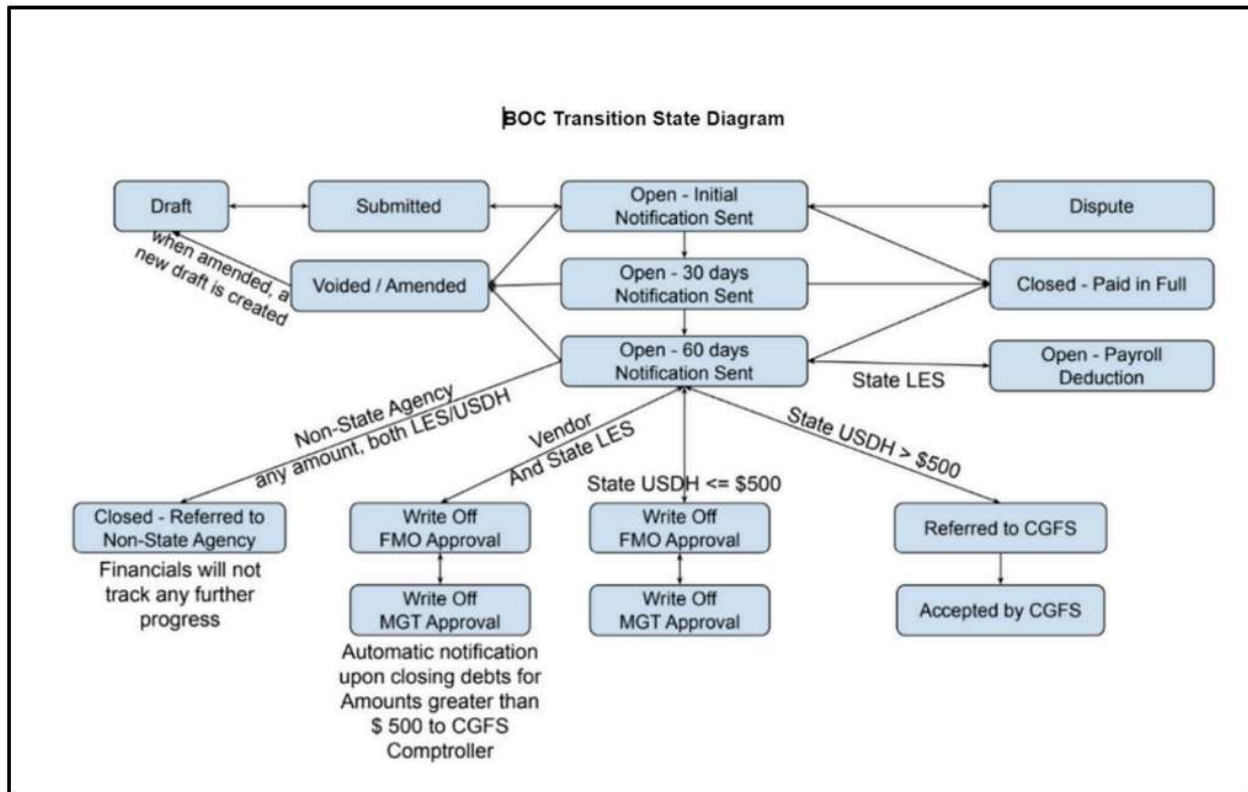 BOC Transition State Diagram
Draft
Submitted
Open - Initial
Notification Sent
Dispute
when amended, a
new draft is created
Voided / Amended
Open - 30 days
Notification Sent
Closed - Paid in Full
Open - 60 days
Notification Sent
State LES
Open - Payroll
Deduction
Non-State Agency
any amount, both LES/USDH
Vendor
And State LES
State USDH <= $500
State USDH > $500
Closed - Referred to
Non-State Agency
Financials will not
track any further
progress
Write Off
FMO Approval
Write Off
MGT Approval
Automatic notification
upon closing debts for
Amounts greater than
$ 500 to CGFS
Comptroller
Write Off
FMO Approval
Write Off
MGT Approval
Referred to CGFS
Accepted by CGFS